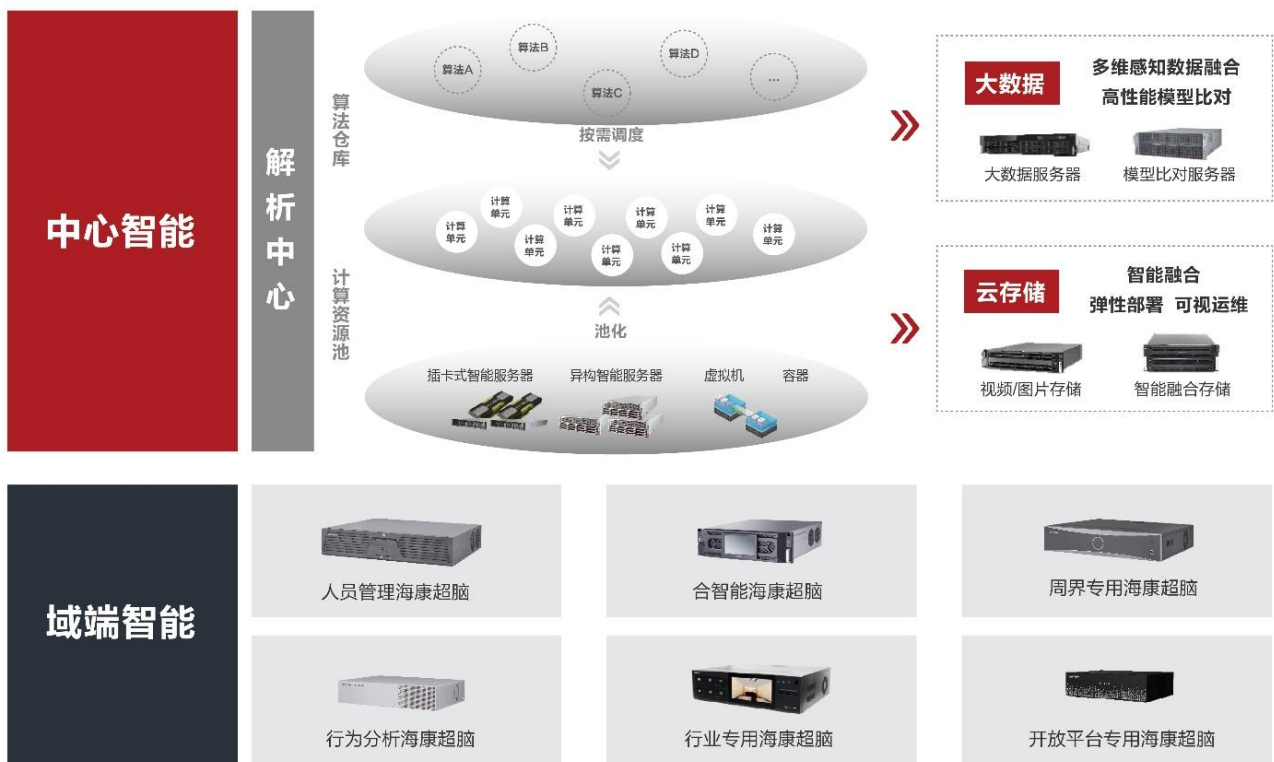 中心智能
解析中心
算法仓库
算法A
算法B
算法C
算法D
...
按需调度
计算资源池
计算
单元
计算
单元
计算
单元
计算
单元
计算
单元
计算
单元
计算
单元
计算
单元
计算
单元
池化
插卡式智能服务器 异构智能服务器 虚拟机 容器
大数据
多维感知数据融合
高性能模型比对
大数据服务器 模型比对服务器
云存储
智能融合
弹性部署 可视运维
视频/图片存储 智能融合存储
域端智能
人员管理海康超脑
合智能海康超脑
周界专用海康超脑
行为分析海康超脑
行业专用海康超脑
开放平台专用海康超脑